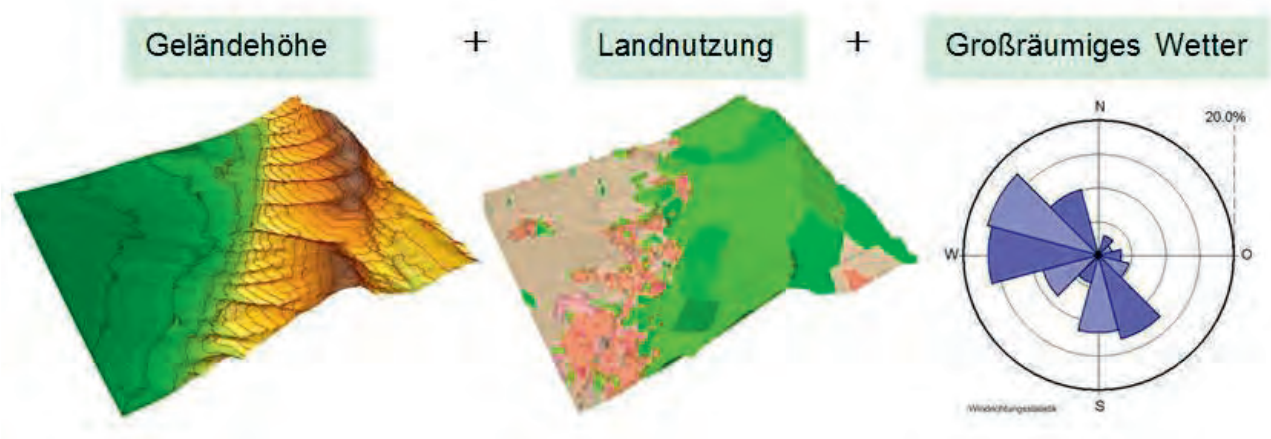 Geländehöhe + Landnutzung + Großräumiges Wetter
N
20.0%
W
O
S
Windrichtungsstatistik